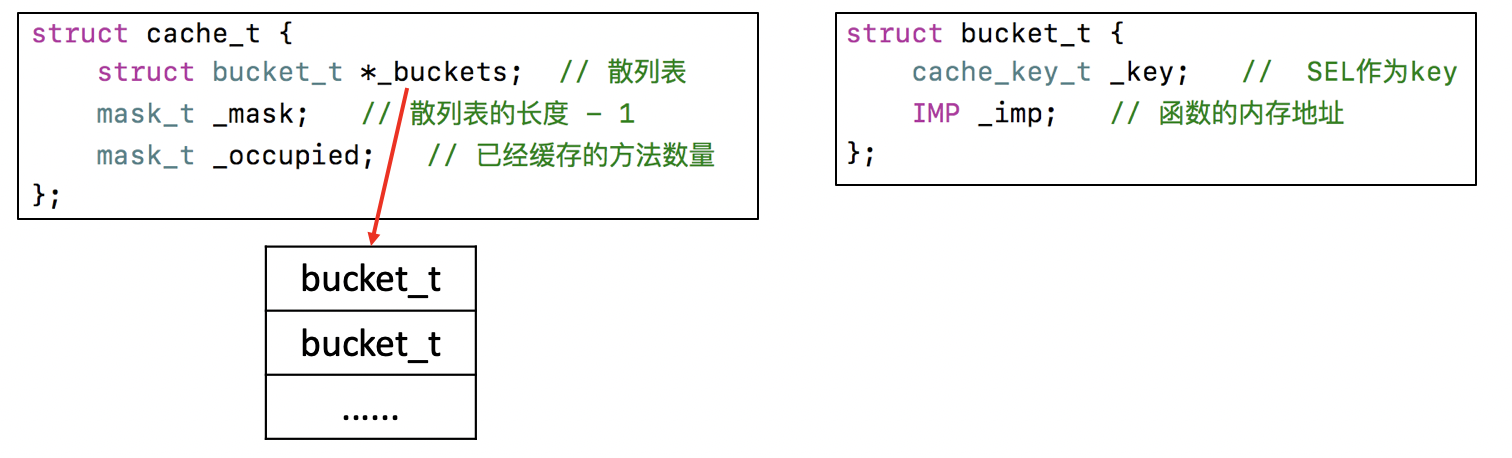 struct cache_t {
    struct bucket_t *_buckets;  // 散列表
    mask_t _mask;   // 散列表的长度 - 1
    mask_t _occupied;   // 已经缓存的方法数量
};
bucket_t
bucket_t
......
struct bucket_t {
    cache_key_t _key;   //  SEL作为key
    IMP _imp;   // 函数的内存地址
};